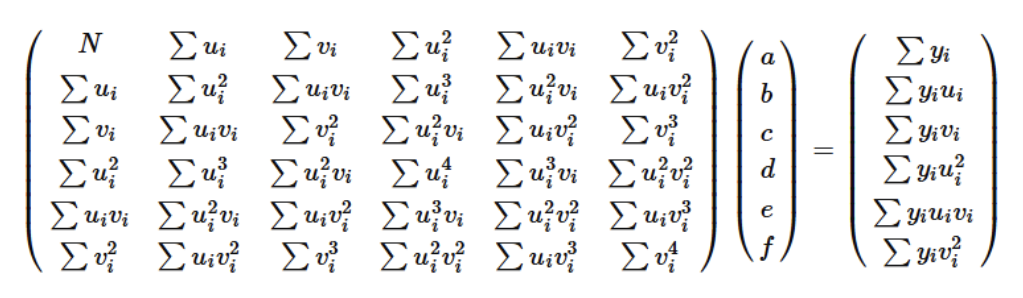 N ∑uᵢ ∑vᵢ ∑uᵢ² ∑uᵢvᵢ ∑vᵢ² a ∑yᵢ
∑uᵢ ∑uᵢ² ∑uᵢvᵢ ∑uᵢ³ ∑uᵢ²vᵢ ∑uᵢvᵢ² b ∑yᵢuᵢ
∑vᵢ ∑uᵢvᵢ ∑vᵢ² ∑uᵢ²vᵢ ∑uᵢvᵢ² ∑vᵢ³ c = ∑yᵢvᵢ
∑uᵢ² ∑uᵢ³ ∑uᵢ²vᵢ ∑uᵢ⁴ ∑uᵢ³vᵢ ∑uᵢ²vᵢ² d ∑yᵢuᵢ²
∑uᵢvᵢ ∑uᵢ²vᵢ ∑uᵢvᵢ² ∑uᵢ³vᵢ ∑uᵢ²vᵢ² ∑uᵢvᵢ³ e ∑yᵢuᵢvᵢ
∑vᵢ² ∑uᵢvᵢ² ∑vᵢ³ ∑uᵢ²vᵢ² ∑uᵢvᵢ³ ∑vᵢ⁴ f ∑yᵢvᵢ²